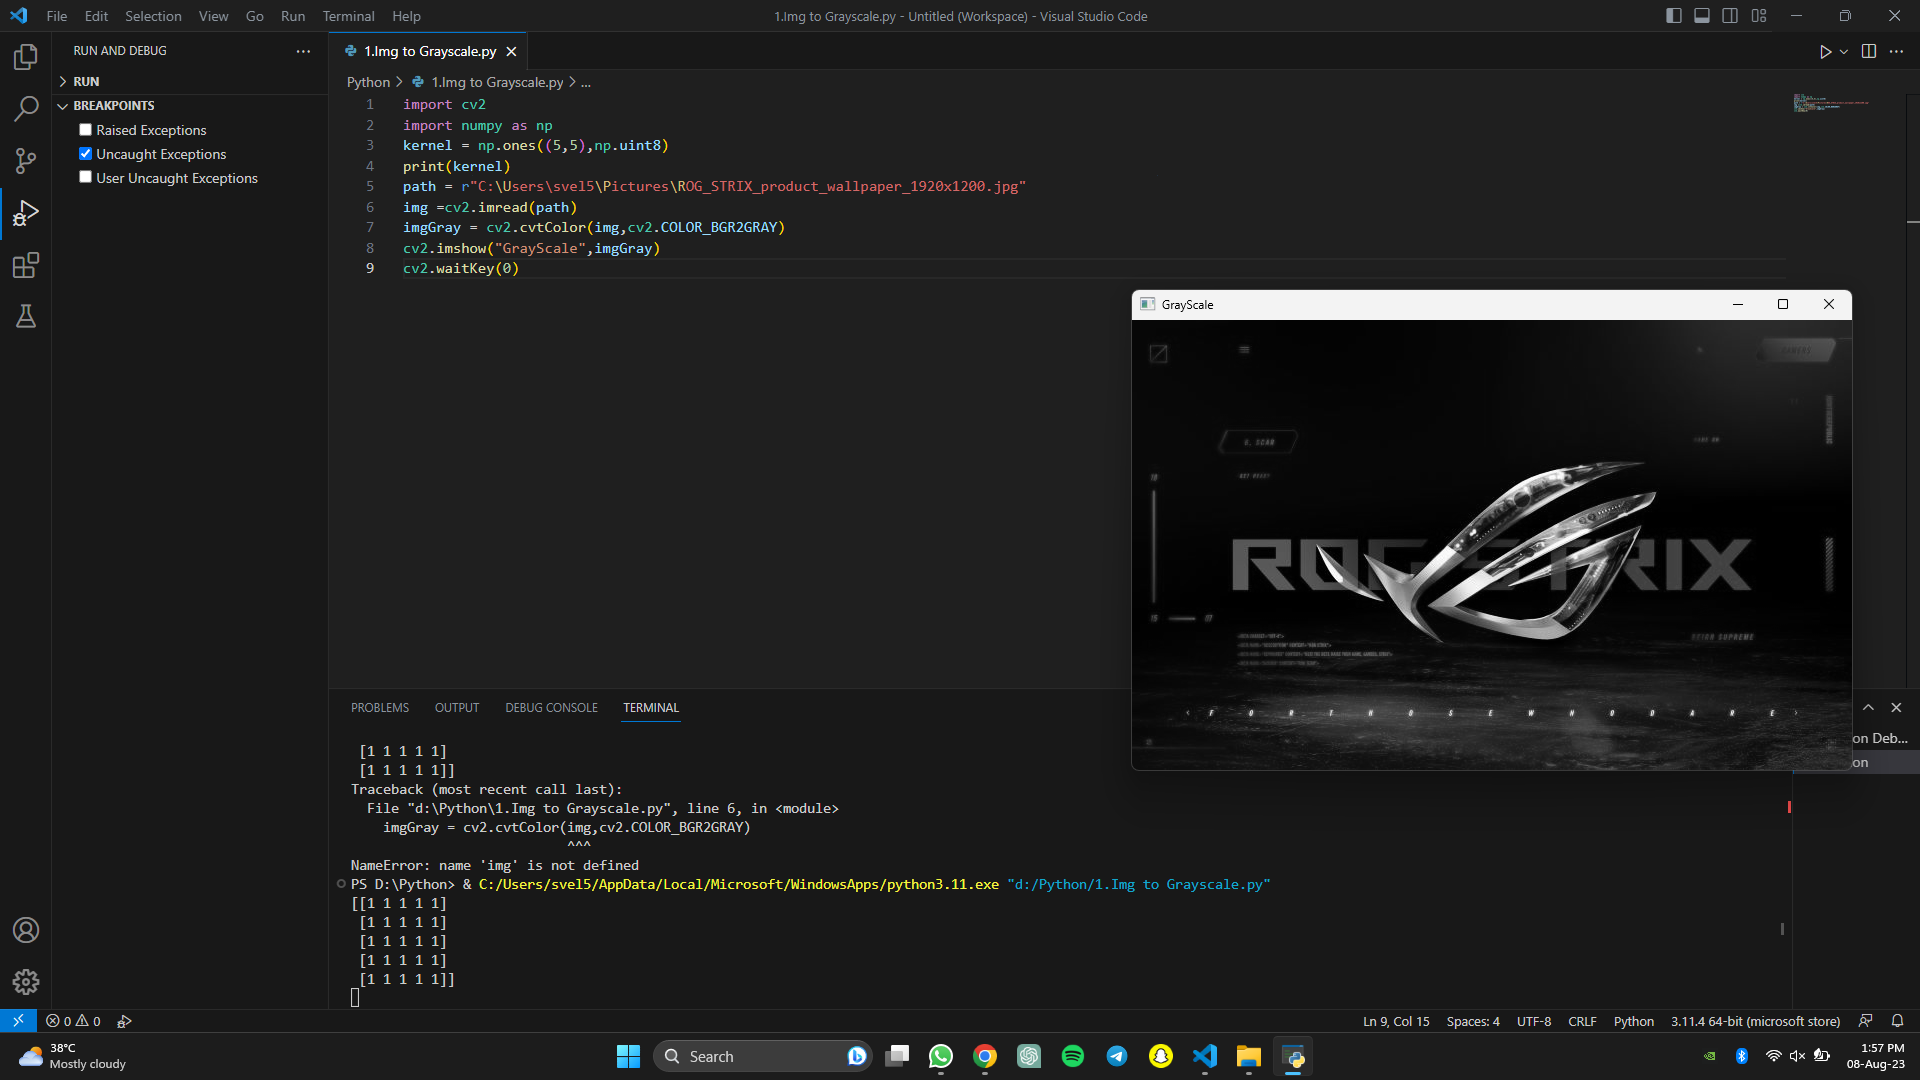 File Edit Selection View Go Run Terminal Help
1.Img to Grayscale.py - Untitled (Workspace) - Visual Studio Code
RUN AND DEBUG
RUN
BREAKPOINTS
Raised Exceptions
Uncaught Exceptions
User Uncaught Exceptions
1.Img to Grayscale.py
Python > 1.Img to Grayscale.py > ...
1 import cv2
2 import numpy as np
3 kernel = np.ones((5,5),np.uint8)
4 print(kernel)
5 path = r"C:\Users\svel5\Pictures\ROG_STRIX_product_wallpaper_1920x1200.jpg"
6 img =cv2.imread(path)
7 imgGray = cv2.cvtColor(img,cv2.COLOR_BGR2GRAY)
8 cv2.imshow("GrayScale",imgGray)
9 cv2.waitKey(0)
GrayScale
G. SCAN
ROG STRIX
FOR THOSE WHO DARE
PROBLEMS OUTPUT DEBUG CONSOLE TERMINAL
[1 1 1 1 1]
[1 1 1 1 1]]
Traceback (most recent call last):
File "d:\Python\1.Img to Grayscale.py", line 6, in <module>
imgGray = cv2.cvtColor(img,cv2.COLOR_BGR2GRAY)
^^^
NameError: name 'img' is not defined
PS D:\Python> & C:/Users/svel5/AppData/Local/Microsoft/WindowsApps/python3.11.exe "d:/Python/1.Img to Grayscale.py"
[[1 1 1 1 1]
[1 1 1 1 1]
[1 1 1 1 1]
[1 1 1 1 1]
[1 1 1 1 1]]
on Deb...
on
0 0
Ln 9, Col 15 Spaces: 4 UTF-8 CRLF Python 3.11.4 64-bit (microsoft store)
38°C
Mostly cloudy
Search
1:57 PM
08-Aug-23